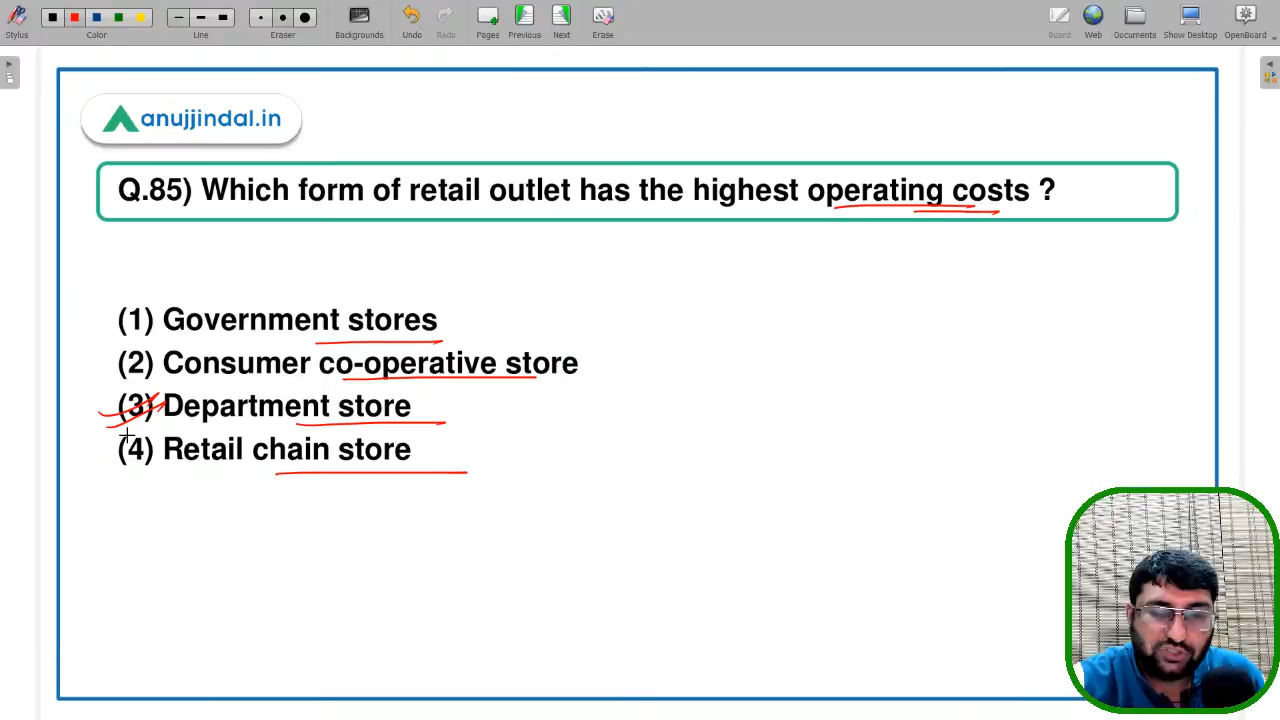 Stylus
Color
Line
Eraser
Backgrounds
Undo
Redo
Pages
Previous
Next
Erase
Board
Web
Documents
Show Desktop
OpenBoard
anujjindal.in
Q.85) Which form of retail outlet has the highest operating costs ?
(1) Government stores
(2) Consumer co-operative store
(3) Department store
(4) Retail chain store